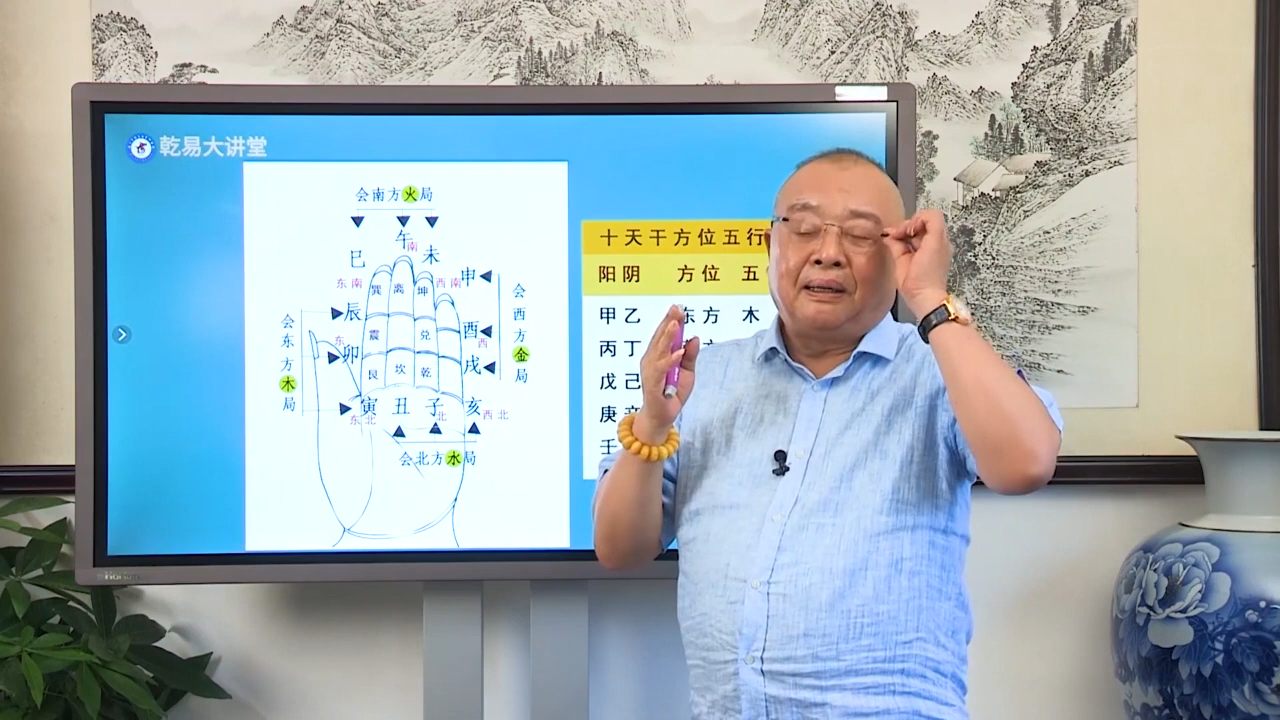 乾易大讲堂
会南方火局
午
南
巳 未
申
东南 西南
巽 离 坤
辰
会东方木局
会西方金局
酉
西
震 兑
东
卯
戌
艮 坎 乾
寅 丑 子 亥
东北 北 西北
会北方水局
十天干方位五行
阳阴 方位 五
甲乙 东方 木
丙丁
戊己
庚辛
壬